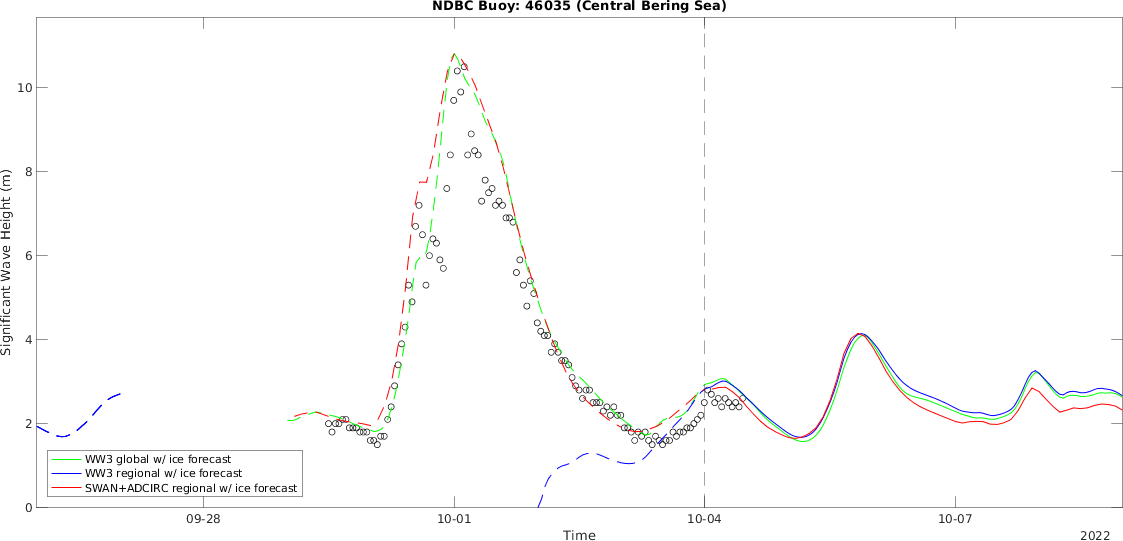 NDBC Buoy: 46035 (Central Bering Sea)
Significant Wave Height (m)
10
8
6
4
2
0
WW3 global w/ ice forecast
WW3 regional w/ ice forecast
SWAN+ADCIRC regional w/ ice forecast
09-28
10-01
10-04
10-07
Time
2022